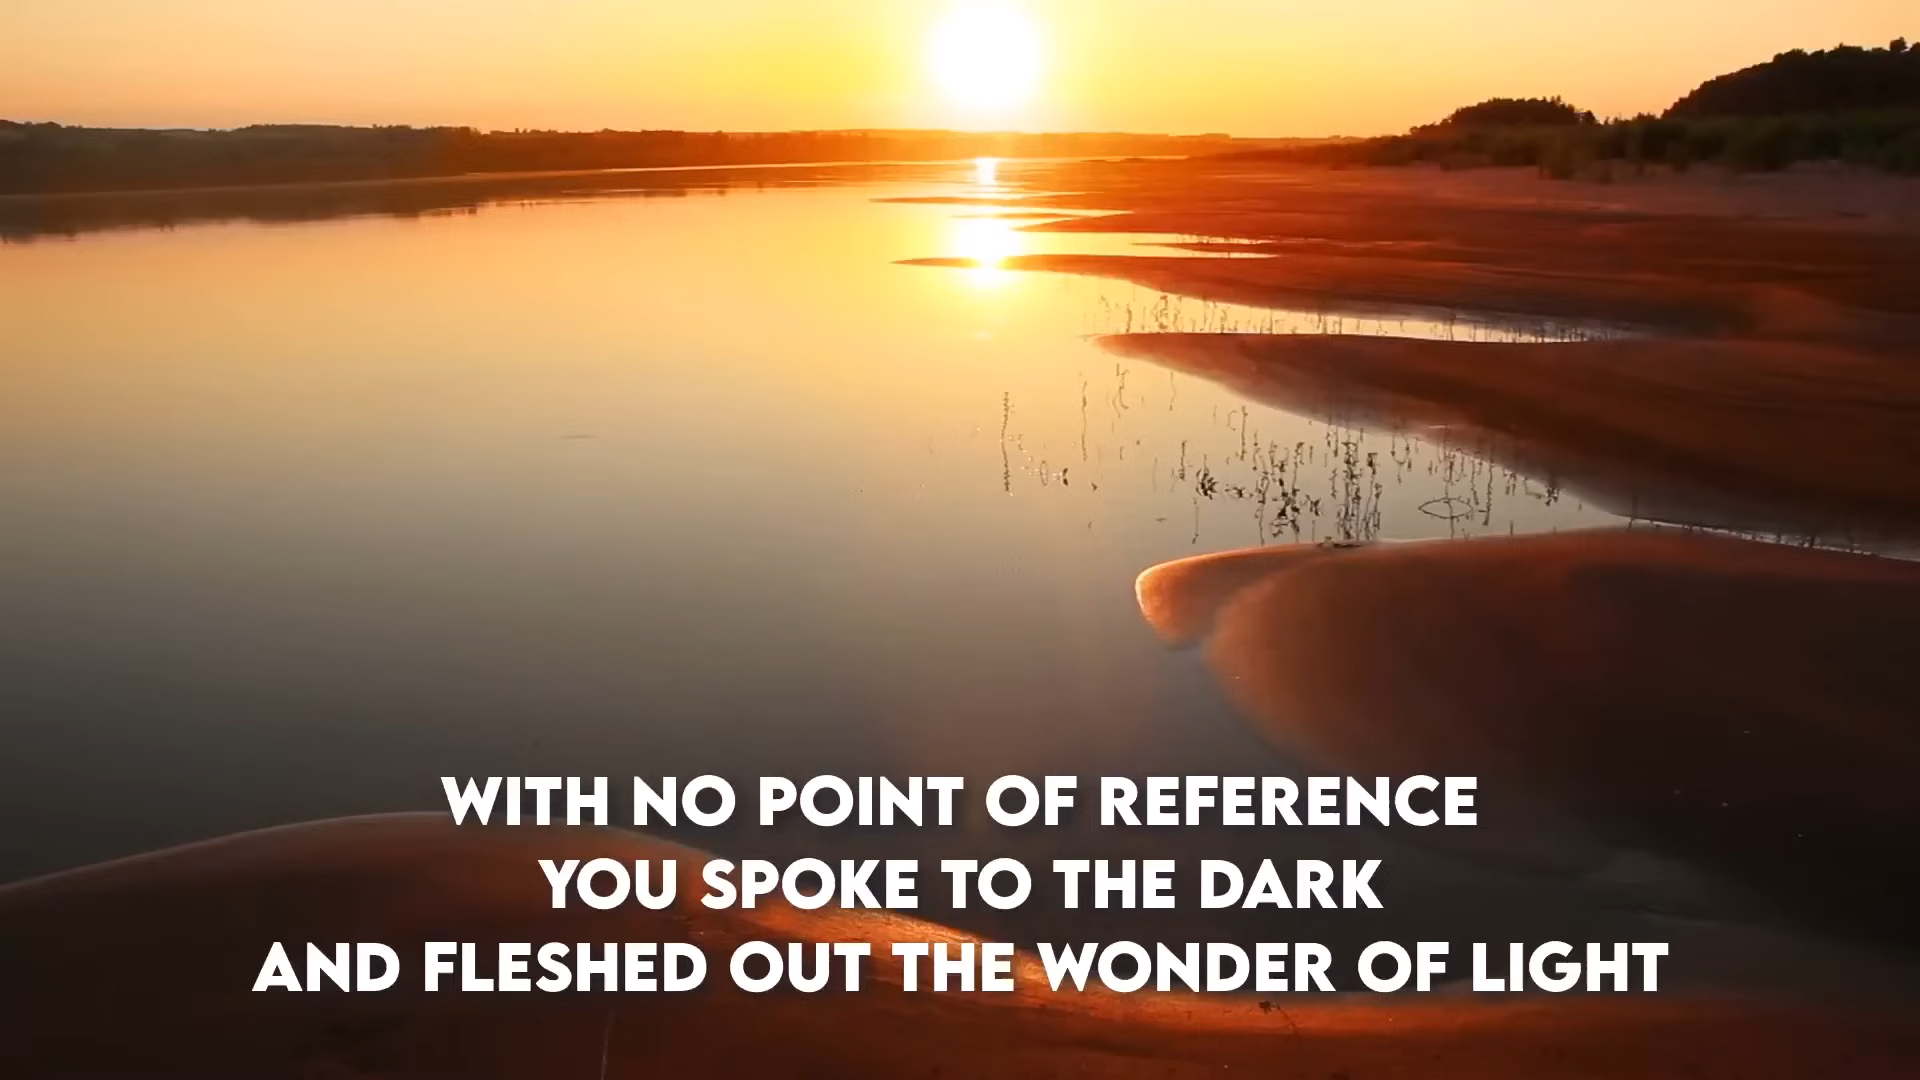 WITH NO POINT OF REFERENCE
YOU SPOKE TO THE DARK
AND FLESHED OUT THE WONDER OF LIGHT